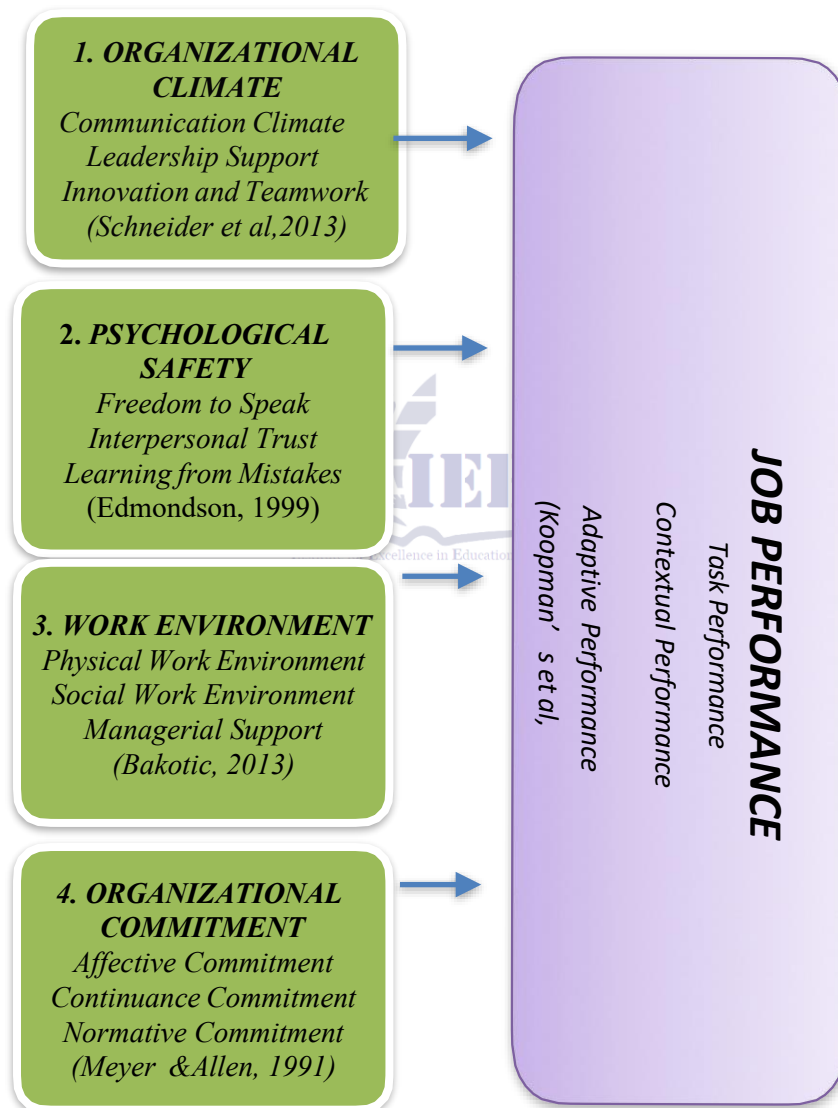 1. ORGANIZATIONAL
CLIMATE
Communication Climate
Leadership Support
Innovation and Teamwork
(Schneider et al,2013)
2. PSYCHOLOGICAL
SAFETY
Freedom to Speak
Interpersonal Trust
Learning from Mistakes
(Edmondson, 1999)
3. WORK ENVIRONMENT
Physical Work Environment
Social Work Environment
Managerial Support
(Bakotic, 2013)
4. ORGANIZATIONAL
COMMITMENT
Affective Commitment
Continuance Commitment
Normative Commitment
(Meyer &Allen, 1991)
JOB PERFORMANCE
Task Performance
Contextual Performance
Adaptive Performance
(Koopman’ s et al,
Excellence in Education